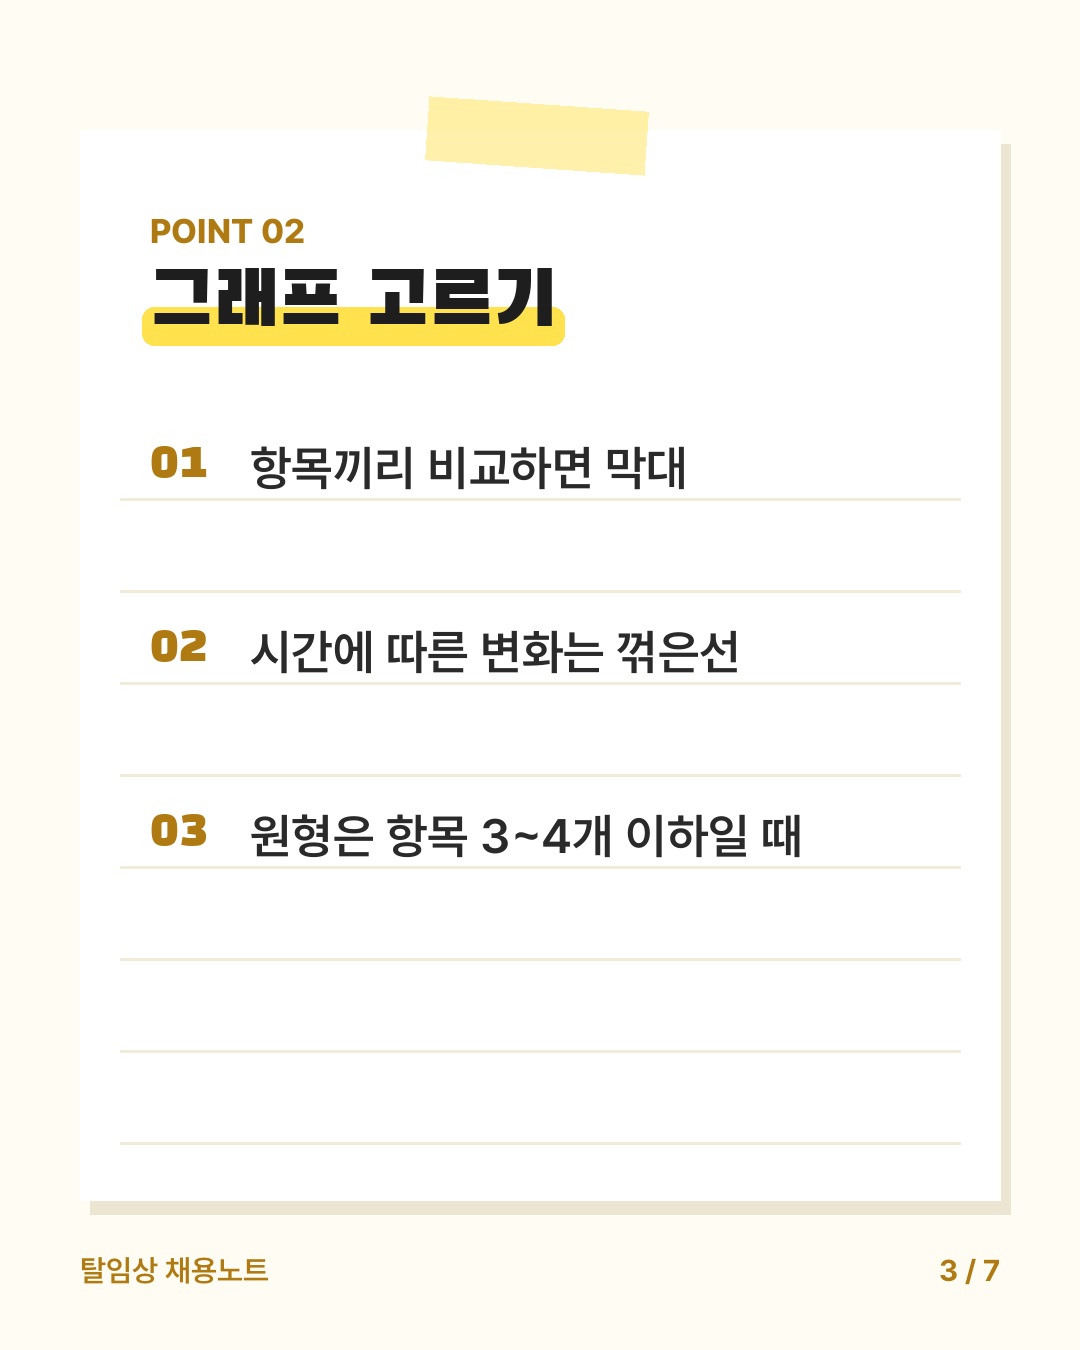 POINT 02
그래프 고르기
01 항목끼리 비교하면 막대
02 시간에 따른 변화는 꺾은선
03 원형은 항목 3~4개 이하일 때
탈임상 채용노트
3 / 7